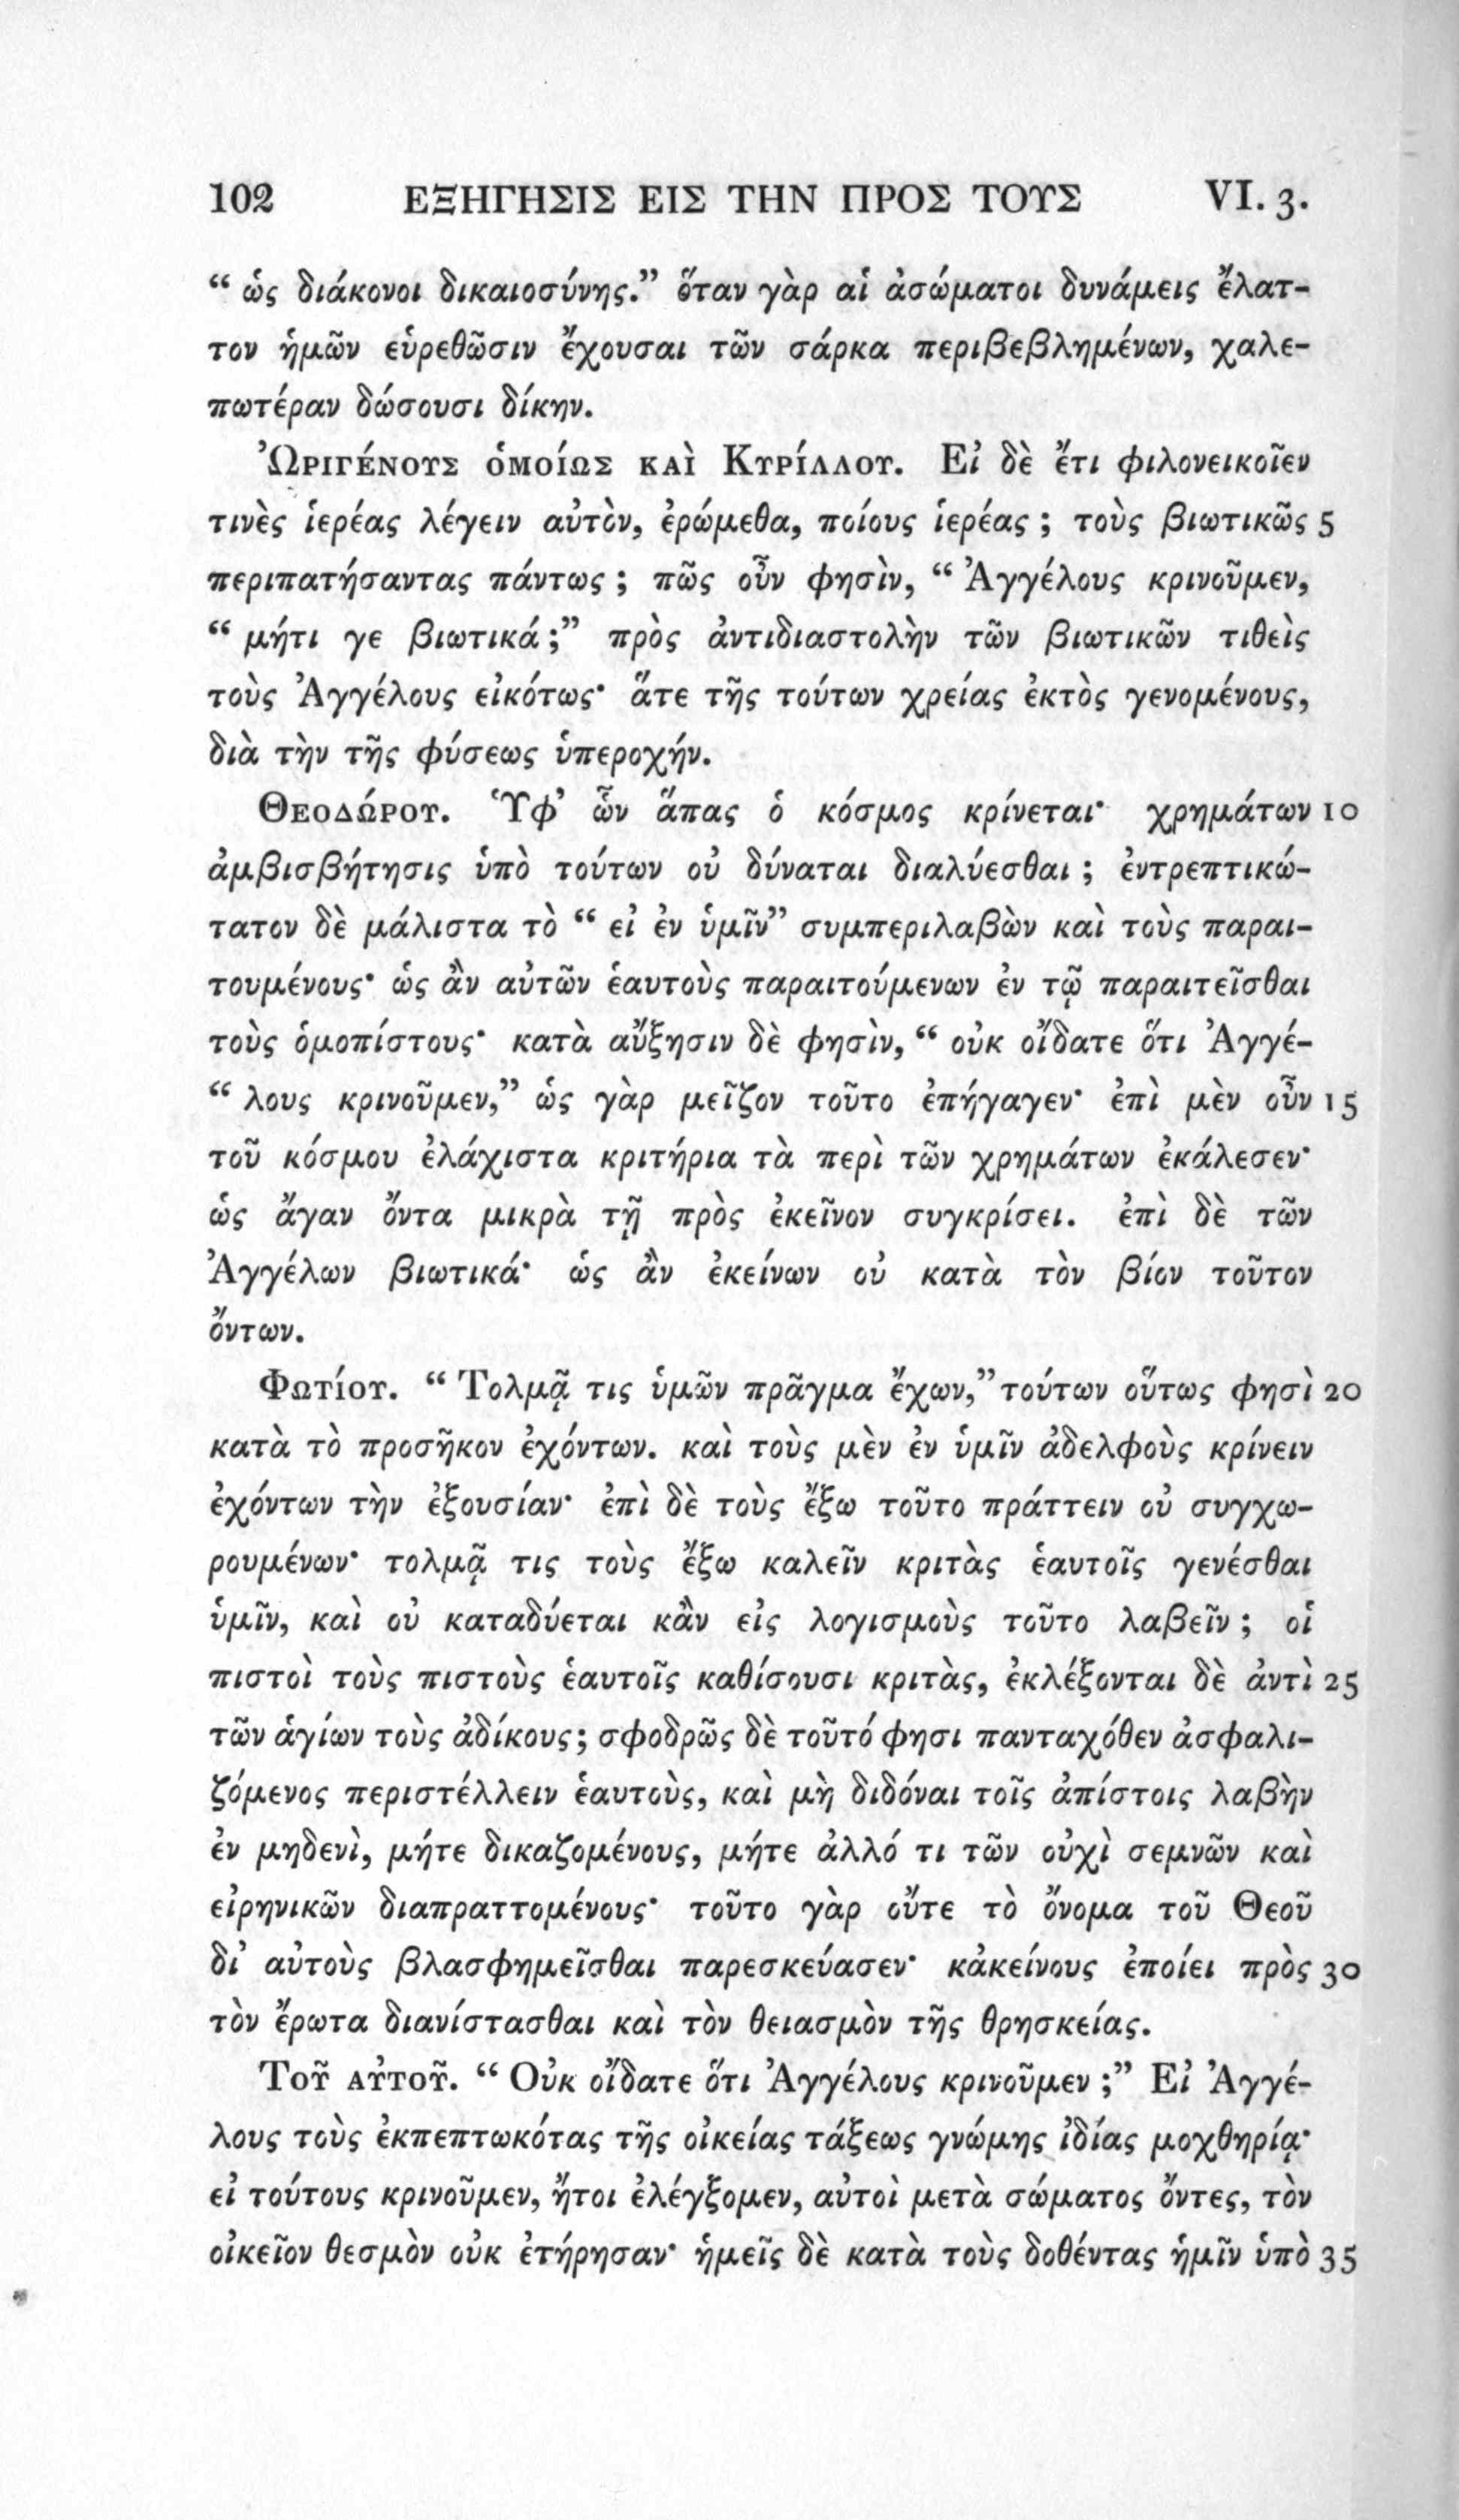 102 ΕΞΗΓΗΣΙΣ ΕΙΣ ΤΗΝ ΠΡΟΣ ΤΟΥΣ VI. 3.
“ ὡς διάκονοι δικαιοσύνης.” ὅταν γὰρ αἱ ἀσώματοι δυνάμεις ἔλατ-
τον ἡμῶν εὑρεθῶσιν ἔχουσαι τῶν σάρκα περιβεβλημένων, χαλε-
πωτέραν δώσουσι δίκην.
ὨΡΙΓΈΝΟΥΣ ὉΜΟΊΩΣ ΚΑῚ ΚΥΡΊΛΛΟΥ. Εἰ δὲ ἔτι φιλονεικοῖεν
τινὲς ἱερέας λέγειν αὐτὸν, ἐρώμεθα, ποίους ἱερέας ; τοὺς βιωτικῶς 5
περιπατήσαντας πάντως ; πῶς οὖν φησὶν, “ Ἀγγέλους κρινοῦμεν,
“ μήτι γε βιωτικά ;” πρὸς ἀντιδιαστολὴν τῶν βιωτικῶν τιθεὶς
τοὺς Ἀγγέλους εἰκότως· ἅτε τῆς τούτων χρείας ἐκτὸς γενομένους,
διὰ τὴν τῆς φύσεως ὑπεροχήν.
ΘΕΟΔΏΡΟΥ. Ὑφ’ ὧν ἅπας ὁ κόσμος κρίνεται· χρημάτων 10
ἀμβισβήτησις ὑπὸ τούτων οὐ δύναται διαλύεσθαι ; ἐντρεπτικώ-
τατον δὲ μάλιστα τὸ “ εἰ ἐν ὑμῖν” συμπεριλαβὼν καὶ τοὺς παραι-
τουμένους· ὡς ἂν αὐτῶν ἑαυτοὺς παραιτούμενων ἐν τῷ παραιτεῖσθαι
τοὺς ὁμοπίστους· κατὰ αὔξησιν δὲ φησὶν, “ οὐκ οἴδατε ὅτι Ἀγγέ-
“ λους κρινοῦμεν,” ὡς γὰρ μεῖζον τοῦτο ἐπήγαγεν· ἐπὶ μὲν οὖν 15
τοῦ κόσμου ἐλάχιστα κριτήρια τὰ περὶ τῶν χρημάτων ἐκάλεσεν·
ὡς ἄγαν ὄντα μικρὰ τῇ πρὸς ἐκεῖνον συγκρίσει. ἐπὶ δὲ τῶν
Ἀγγέλων βιωτικά· ὡς ἂν ἐκείνων οὐ κατὰ τὸν βίον τοῦτον
ὄντων.
ΦΩΤΊΟΥ. “ Τολμᾷ τις ὑμῶν πρᾶγμα ἔχων,” τούτων οὕτως φησὶ 20
κατὰ τὸ προσῆκον ἐχόντων. καὶ τοὺς μὲν ἐν ὑμῖν ἀδελφοὺς κρίνειν
ἐχόντων τὴν ἐξουσίαν· ἐπὶ δὲ τοὺς ἔξω τοῦτο πράττειν οὐ συγχω-
ρουμένων· τολμᾷ τις τοὺς ἔξω καλεῖν κριτὰς ἑαυτοῖς γενέσθαι
ὑμῖν, καὶ οὐ καταδύεται κἂν εἰς λογισμοὺς τοῦτο λαβεῖν ; οἱ
πιστοὶ τοὺς πιστοὺς ἑαυτοῖς καθίσουσι κριτὰς, ἐκλέξονται δὲ ἀντὶ 25
τῶν ἁγίων τοὺς ἀδίκους ; σφοδρῶς δὲ τοῦτό φησι πανταχόθεν ἀσφαλι-
ζόμενος περιστέλλειν ἑαυτοὺς, καὶ μὴ διδόναι τοῖς ἀπίστοις λαβὴν
ἐν μηδενὶ, μήτε δικαζομένους, μήτε ἀλλό τι τῶν οὐχὶ σεμνῶν καὶ
εἰρηνικῶν διαπραττομένους· τοῦτο γὰρ οὔτε τὸ ὄνομα τοῦ Θεοῦ
δι’ αὐτοὺς βλασφημεῖσθαι παρεσκεύασεν· κἀκείνους ἐποίει πρὸς 30
τὸν ἔρωτα διανίστασθαι καὶ τὸν θειασμὸν τῆς θρησκείας.
ΤΟΥ͂ ΑΥ̓ΤΟΥ͂. “ Οὐκ οἴδατε ὅτι Ἀγγέλους κρινοῦμεν ;” Εἰ Ἀγγέ-
λους τοὺς ἐκπεπτωκότας τῆς οἰκείας τάξεως γνώμης ἰδίας μοχθηρίᾳ·
εἰ τούτους κρινοῦμεν, ἤτοι ἐλέγξομεν, αὐτοὶ μετὰ σώματος ὄντες, τὸν
οἰκεῖον θεσμὸν οὐκ ἐτήρησαν· ἡμεῖς δὲ κατὰ τοὺς δοθέντας ἡμῖν ὑπὸ 35